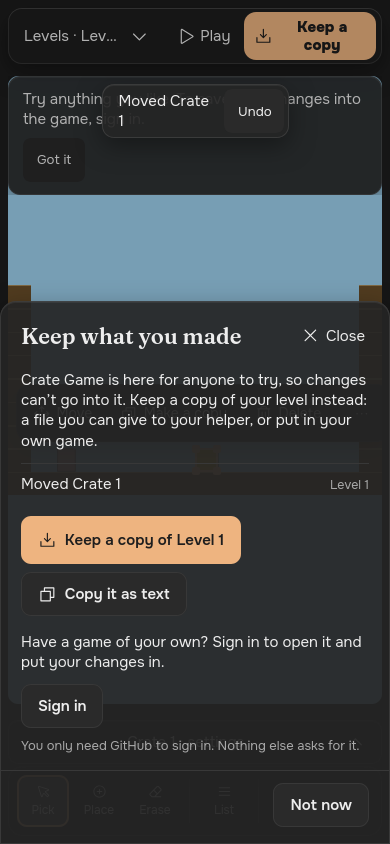 Levels · Lev...
Play
Keep a copy
Try anything
anges into
the game, s
Moved Crate
1
Undo
Got it
Keep what you made
Close
Crate Game is here for anyone to try, so changes
can't go into it. Keep a copy of your level instead:
a file you can give to your helper, or put in your
own game.
Moved Crate 1
Level 1
Keep a copy of Level 1
Copy it as text
Have a game of your own? Sign in to open it and
put your changes in.
Sign in
You only need GitHub to sign in. Nothing else asks for it.
Pick
Place
Erase
List
Not now